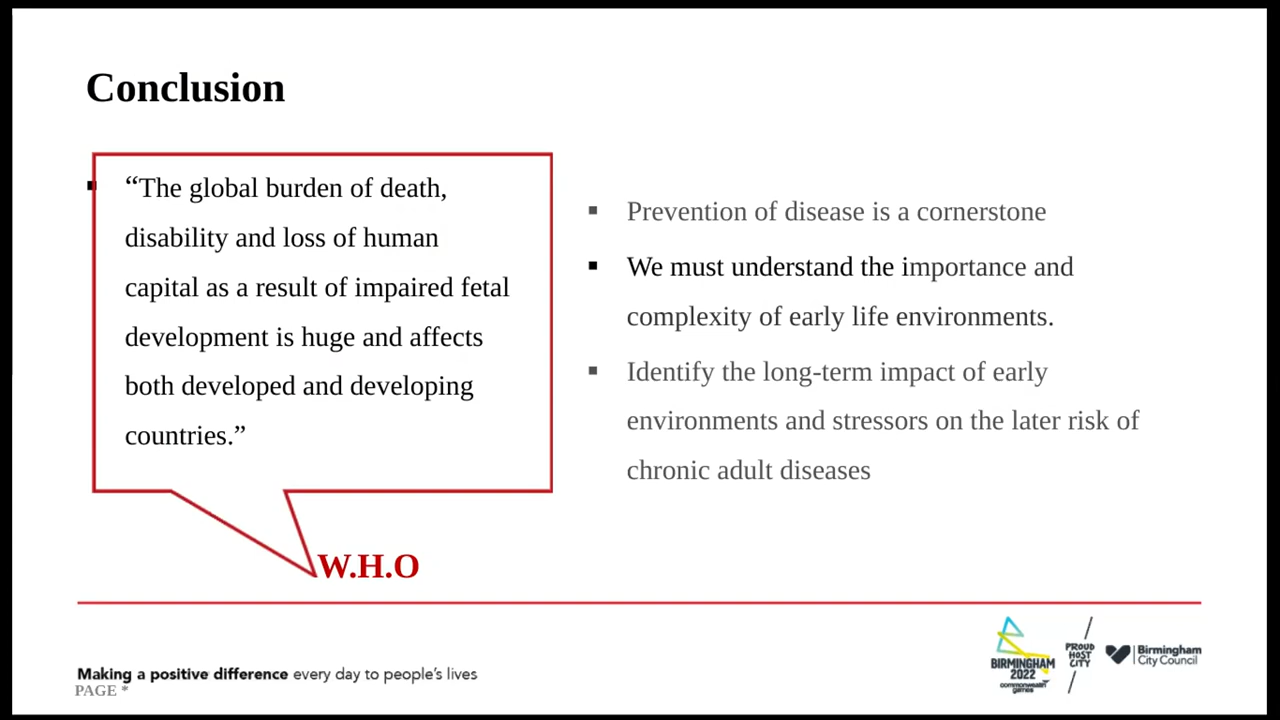 Conclusion
“The global burden of death,
disability and loss of human
capital as a result of impaired fetal
development is huge and affects
both developed and developing
countries.”
W.H.O
Prevention of disease is a cornerstone
We must understand the importance and
complexity of early life environments.
Identify the long-term impact of early
environments and stressors on the later risk of
chronic adult diseases
Making a positive difference every day to people’s lives
PAGE *
BIRMINGHAM
2022
commonwealth
games
PROUD
HOST
CITY
Birmingham
City Council